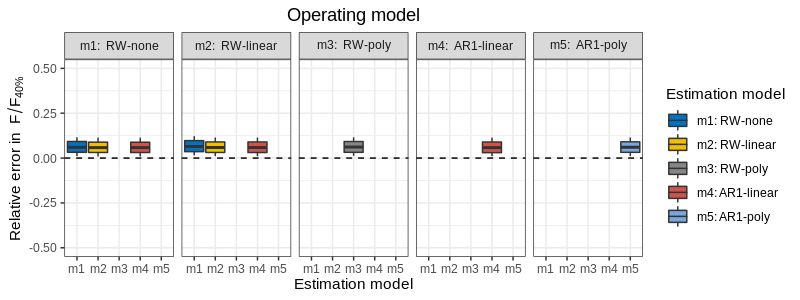 Operating model
m1: RW-none
m2: RW-linear
m3: RW-poly
m4: AR1-linear
m5: AR1-poly
Relative error in F/F40%
0.50
0.25
0.00
-0.25
-0.50
m1 m2 m3 m4 m5
m1 m2 m3 m4 m5
m1 m2 m3 m4 m5
m1 m2 m3 m4 m5
m1 m2 m3 m4 m5
Estimation model
Estimation model
m1: RW-none
m2: RW-linear
m3: RW-poly
m4: AR1-linear
m5: AR1-poly